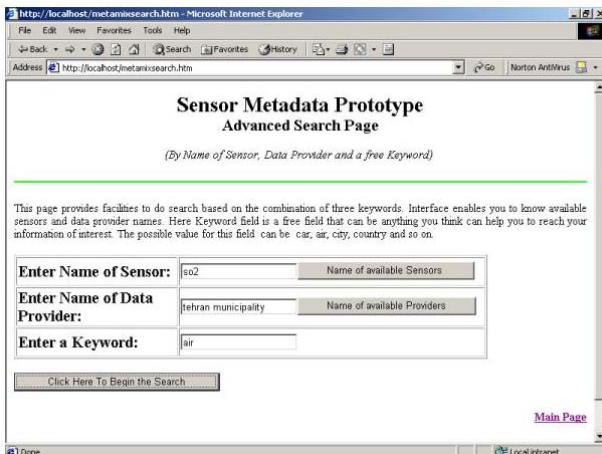 http://localhost/metamixsearch.htm - Microsoft Internet Explorer
File Edit View Favorites Tools Help
Back Search Favorites History
Address http://localhost/metamixsearch.htm Go Norton AntiVirus
Sensor Metadata Prototype
Advanced Search Page
(By Name of Sensor, Data Provider and a free Keyword)
This page provides facilities to do search based on the combination of three keywords. Interface enables you to know available
sensors and data provider names. Here Keyword field is a free field that can be anything you think can help you to reach your
information of interest. The possible value for this field can be car, air, city, country and so on.
Enter Name of Sensor: so2 Name of available Sensors
Enter Name of Data
Provider: tehran municipality Name of available Providers
Enter a Keyword: air
Click Here To Begin the Search
Main Page
Done Local intranet